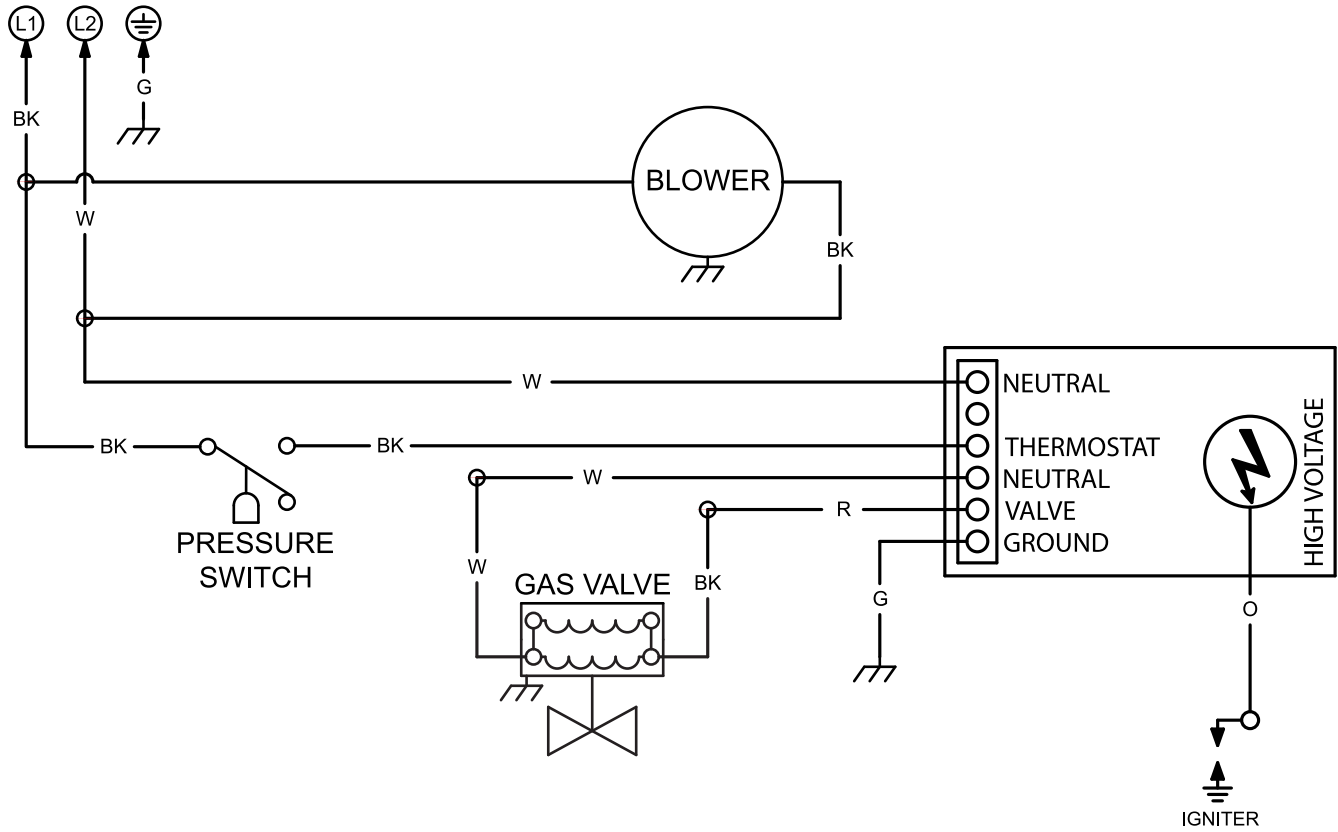 L1
L2
G
BK
BLOWER
W
BK
W
NEUTRAL
BK
BK
THERMOSTAT
W
NEUTRAL
R
VALVE
GROUND
HIGH VOLTAGE
PRESSURE
SWITCH
W
GAS VALVE
BK
G
O
IGNITER